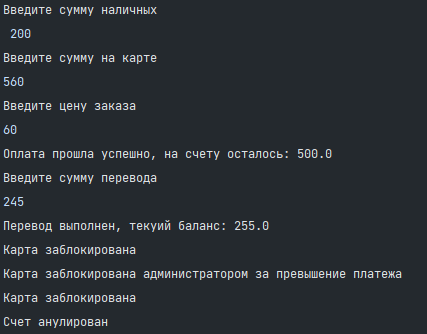 Введите сумму наличных
200
Введите сумму на карте
560
Введите цену заказа
60
Оплата прошла успешно, на счету осталось: 500.0
Введите сумму перевода
245
Перевод выполнен, текуий баланс: 255.0
Карта заблокирована
Карта заблокирована администратором за превышение платежа
Карта заблокирована
Счет анулирован